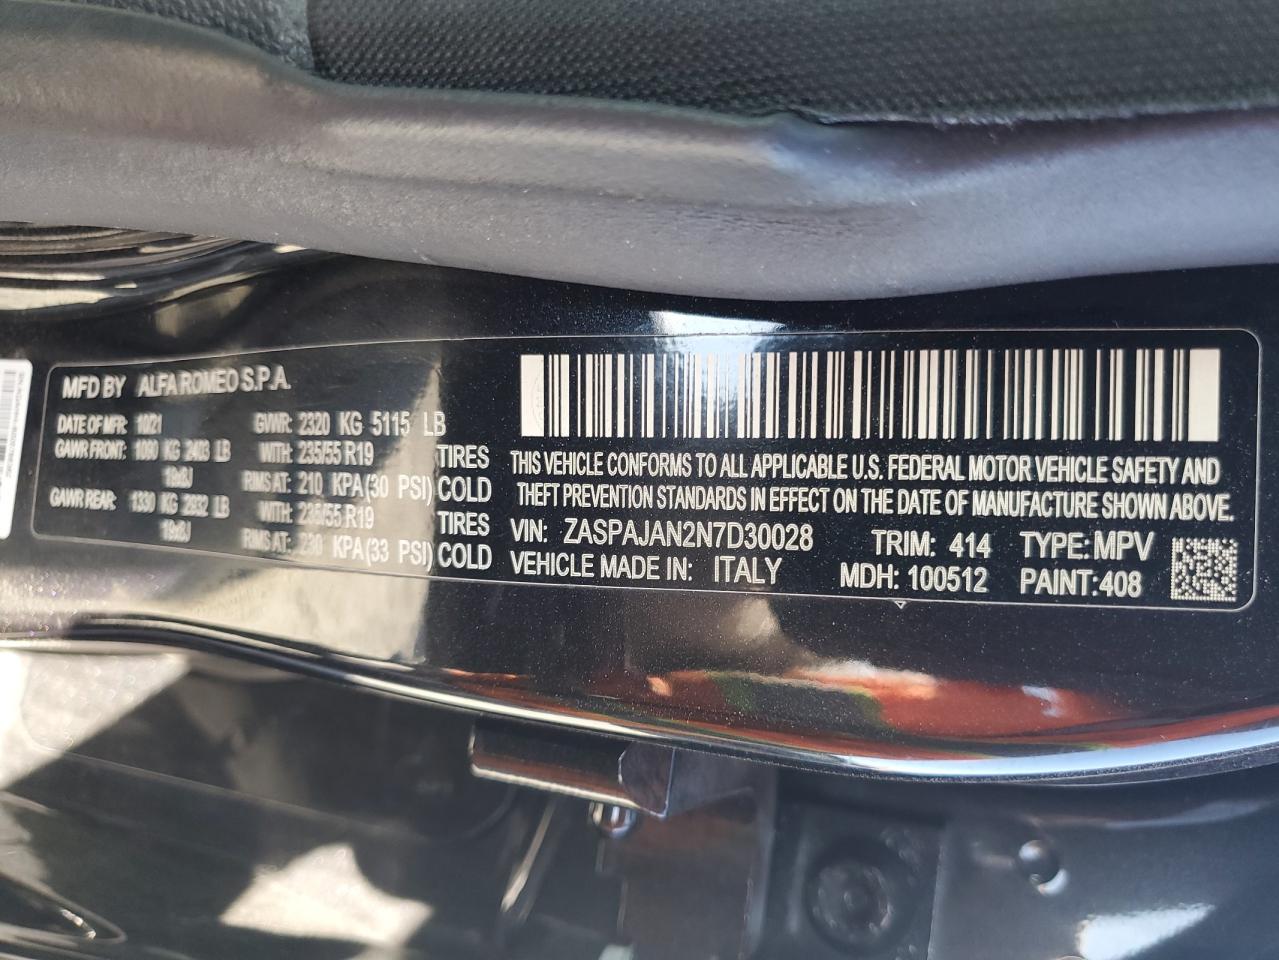 MFD BY ALFA ROMEO S.P.A.
DATE OF MFR: 10/21 GVWR: 2320 KG 5115 LB
GAWR FRONT: 1090 KG 2403 LB WITH: 235/55 R19 TIRES
19x8J RIMS AT: 210 KPA(30 PSI) COLD
GAWR REAR: 1330 KG 2932 LB WITH: 235/55 R19 TIRES
19x8J RIMS AT: 230 KPA(33 PSI) COLD
THIS VEHICLE CONFORMS TO ALL APPLICABLE U.S. FEDERAL MOTOR VEHICLE SAFETY AND
THEFT PREVENTION STANDARDS IN EFFECT ON THE DATE OF MANUFACTURE SHOWN ABOVE.
VIN: ZASPAJAN2N7D30028 TRIM: 414 TYPE: MPV
VEHICLE MADE IN: ITALY MDH: 100512 PAINT:408